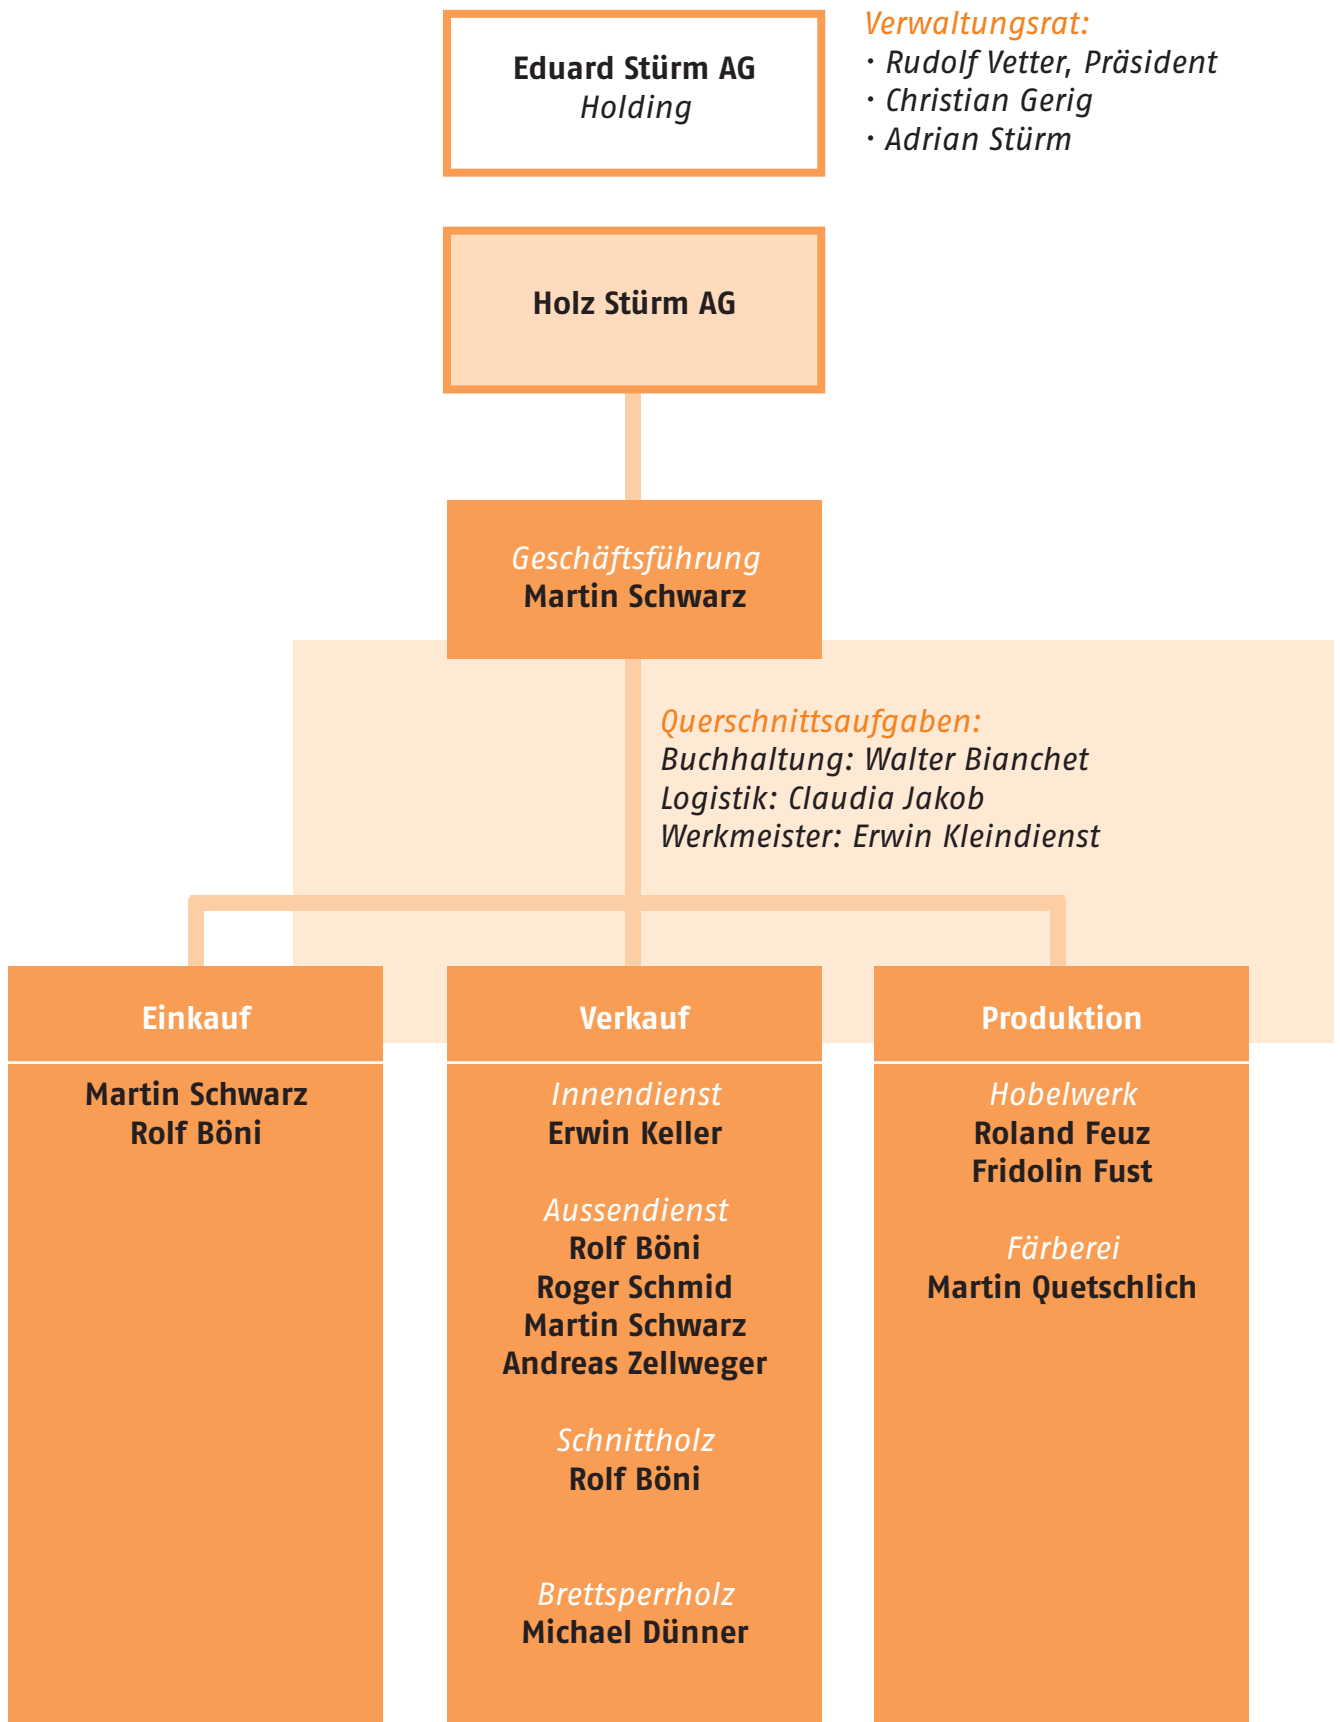 Eduard Stürm AG
Holding
Verwaltungsrat:
· Rudolf Vetter, Präsident
· Christian Gerig
· Adrian Stürm
Holz Stürm AG
Geschäftsführung
Martin Schwarz
Querschnittsaufgaben:
Buchhaltung: Walter Bianchet
Logistik: Claudia Jakob
Werkmeister: Erwin Kleindienst
Einkauf
Martin Schwarz
Rolf Böni
Verkauf
Innendienst
Erwin Keller
Aussendienst
Rolf Böni
Roger Schmid
Martin Schwarz
Andreas Zellweger
Schnittholz
Rolf Böni
Brettsperrholz
Michael Dünner
Produktion
Hobelwerk
Roland Feuz
Fridolin Fust
Färberei
Martin Quetschlich